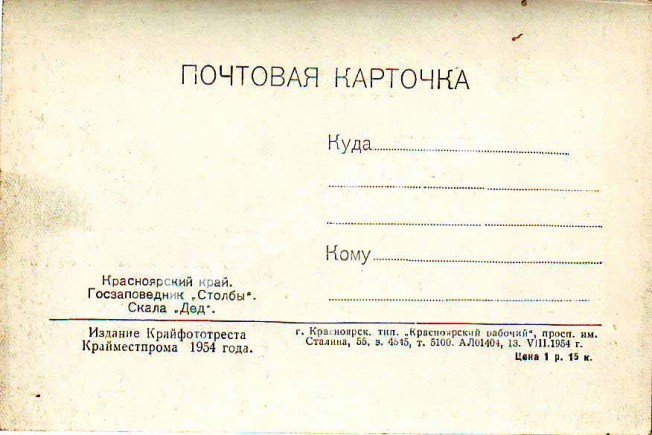 ПОЧТОВАЯ КАРТОЧКА
Куда
Кому
Красноярский край.
Госзаповедник „Столбы".
Скала „Дед".
Издание Крайфототреста
Крайместпрома 1954 года.
г. Красноярск, тип. „Красноярский рабочий", просп. им.
Сталина, 55, з. 4545, т. 5100. АЛ01404, 13. VIII.1954 г.
Цена 1 р. 15 к.